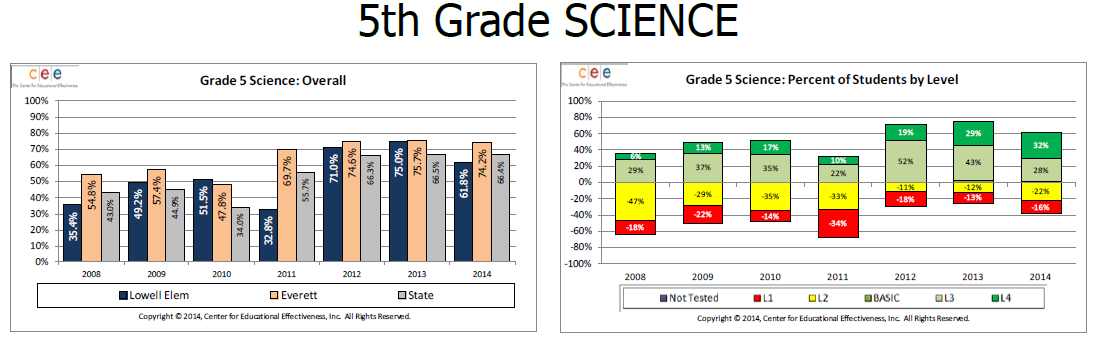 5th Grade SCIENCE
cee
The Center for Educational Effectiveness
Grade 5 Science: Overall
100%
90%
80%
70%
60%
50%
40%
30%
20%
10%
0%
35.4% 54.8% 43.0% 49.2% 57.4% 44.9% 51.5% 47.8% 34.0% 32.8% 69.7% 55.7% 71.0% 74.6% 66.3% 75.0% 75.7% 66.5% 61.8% 74.2% 66.4%
2008 2009 2010 2011 2012 2013 2014
Lowell Elem Everett State
Copyright © 2014, Center for Educational Effectiveness, Inc. All Rights Reserved.
cee
The Center for Educational Effectiveness
Grade 5 Science: Percent of Students by Level
100%
80%
60%
40%
20%
0%
-20%
-40%
-60%
-80%
-100%
6% 13% 17% 10% 19% 29% 32%
29% 37% 35% 22% 52% 43% 28%
-47% -29% -35% -33% -11% -12% -22%
-18% -22% -14% -34% -18% -13% -16%
2008 2009 2010 2011 2012 2013 2014
Not Tested L1 L2 BASIC L3 L4
Copyright © 2014, Center for Educational Effectiveness, Inc. All Rights Reserved.